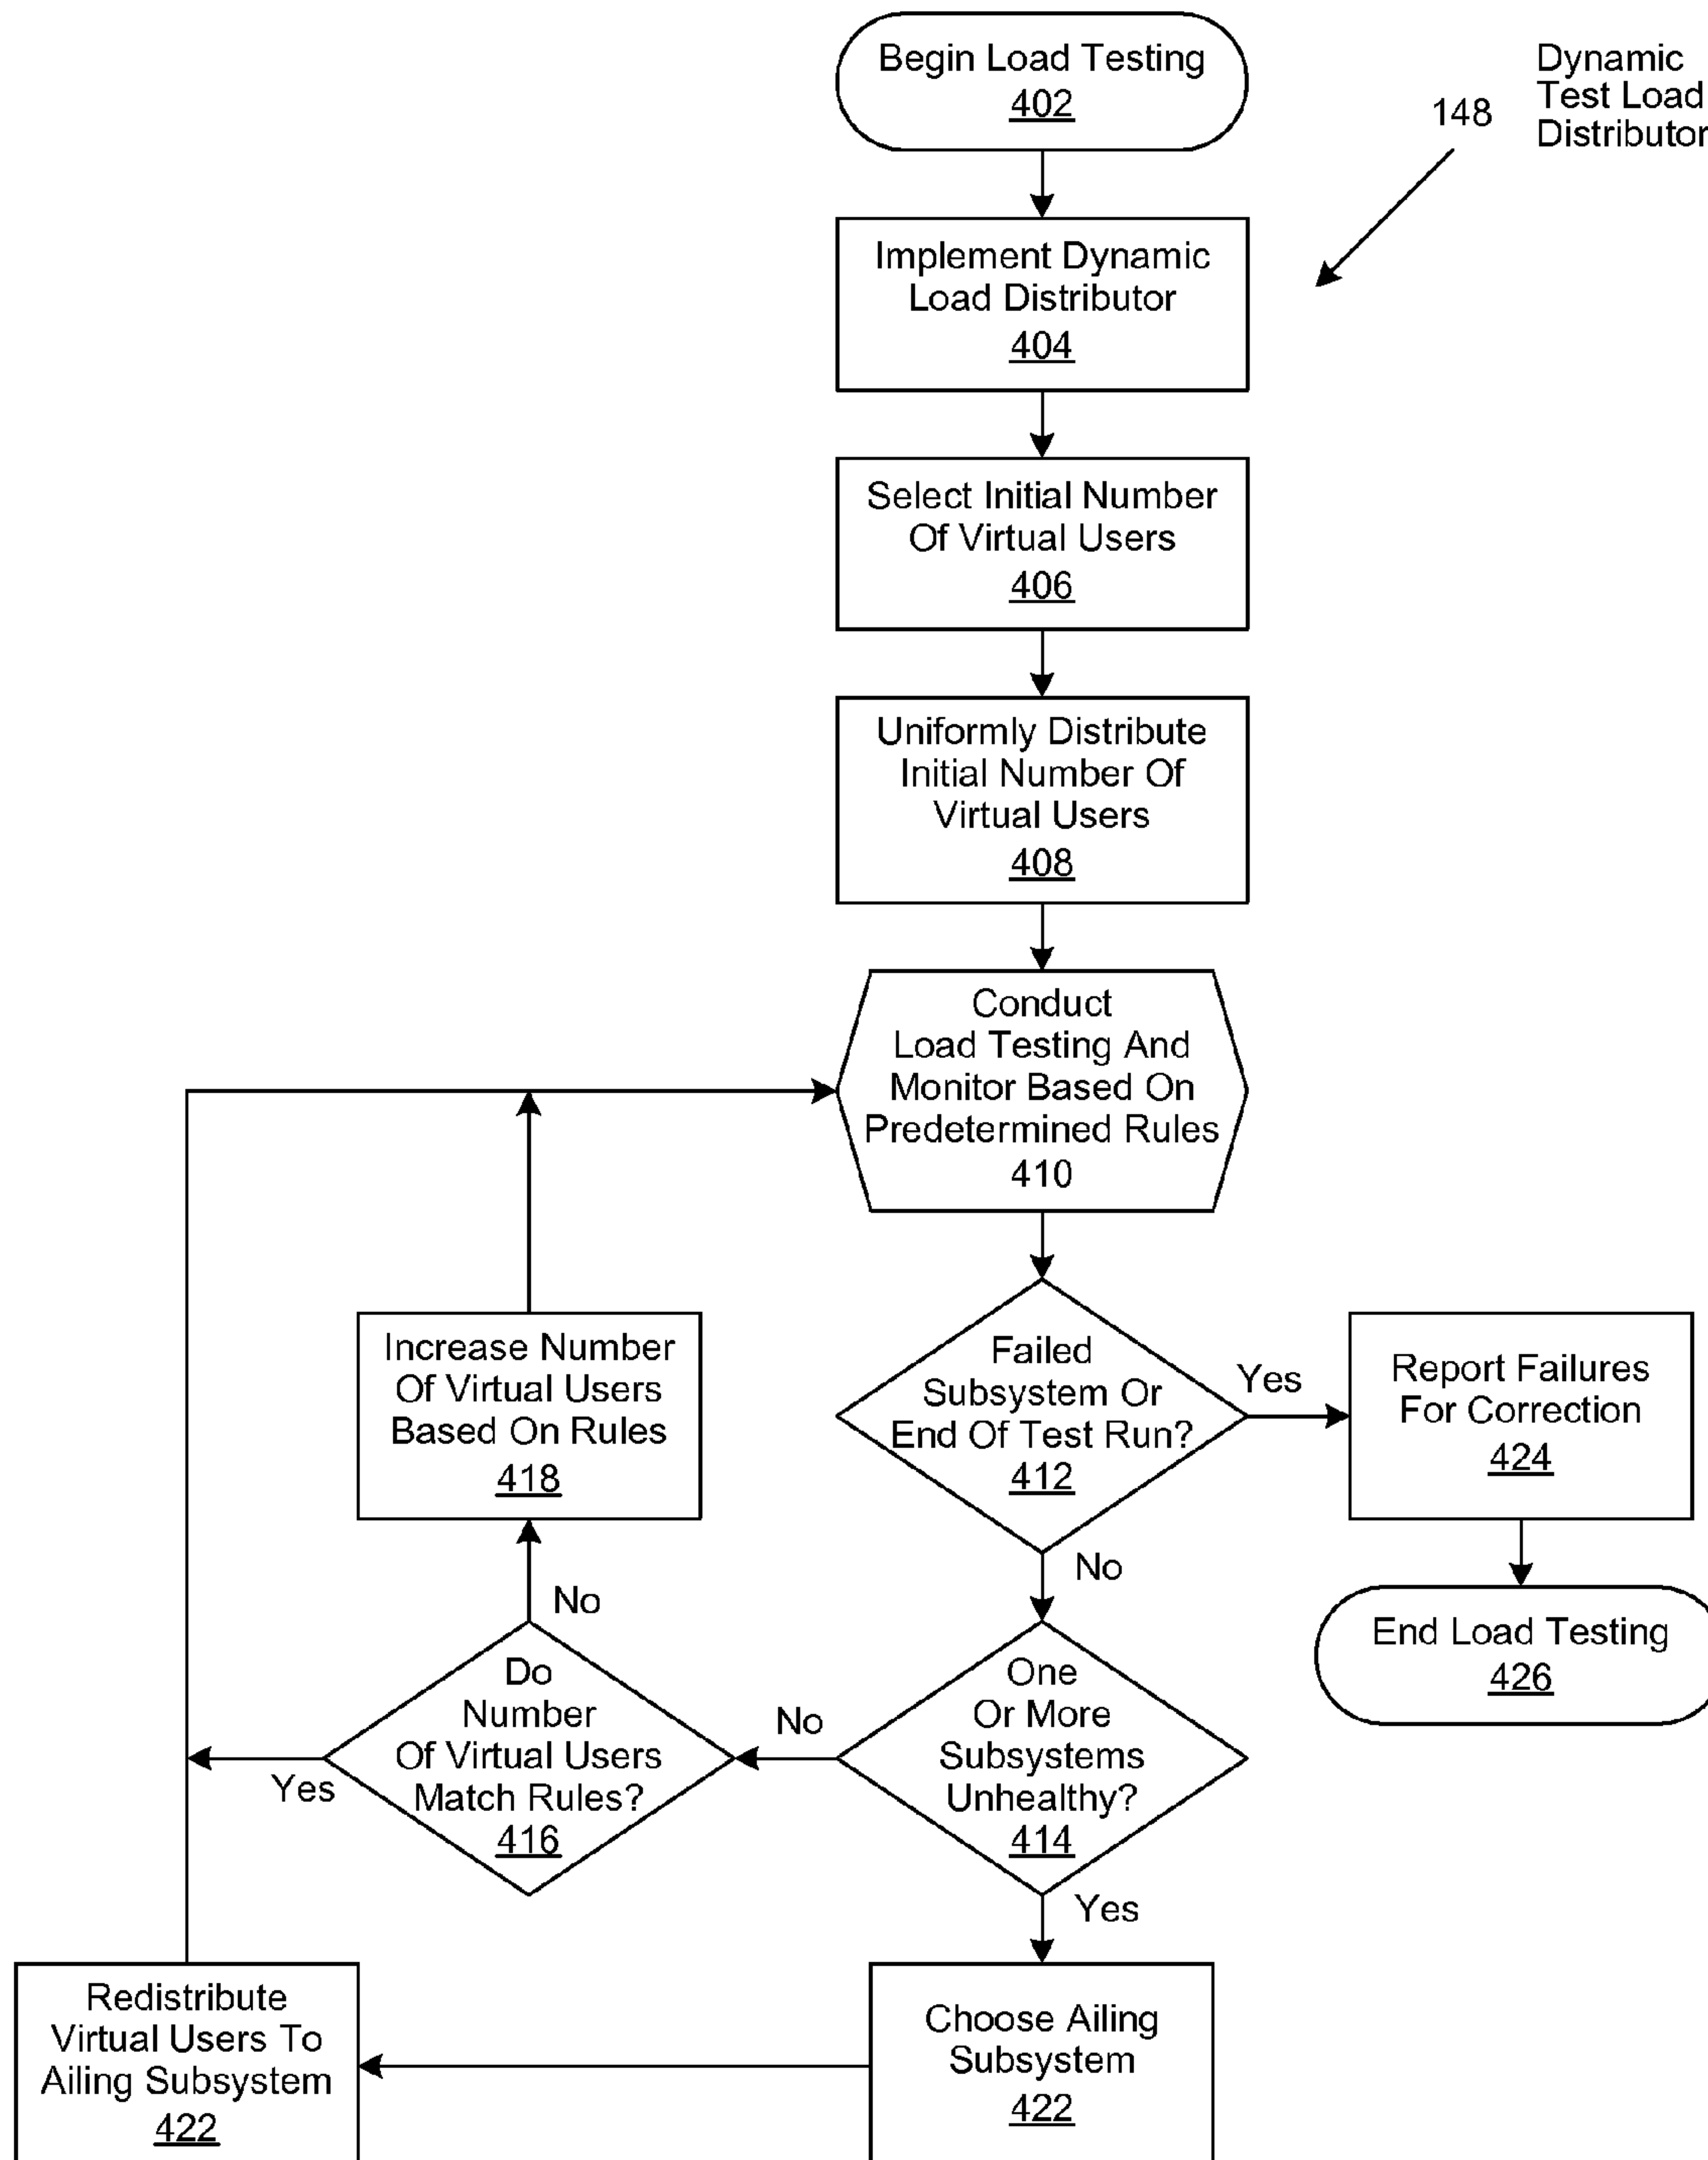 Begin Load Testing
402
Dynamic
Test Load
Distributor
148
Implement Dynamic
Load Distributor
404
Select Initial Number
Of Virtual Users
406
Uniformly Distribute
Initial Number Of
Virtual Users
408
Conduct
Load Testing And
Monitor Based On
Predetermined Rules
410
Failed
Subsystem Or
End Of Test Run?
412
Yes
Report Failures
For Correction
424
Increase Number
Of Virtual Users
Based On Rules
418
No
End Load Testing
426
No
One
Or More
Subsystems
Unhealthy?
414
No
Do
Number
Of Virtual Users
Match Rules?
416
Yes
Yes
Choose Ailing
Subsystem
422
Redistribute
Virtual Users To
Ailing Subsystem
422